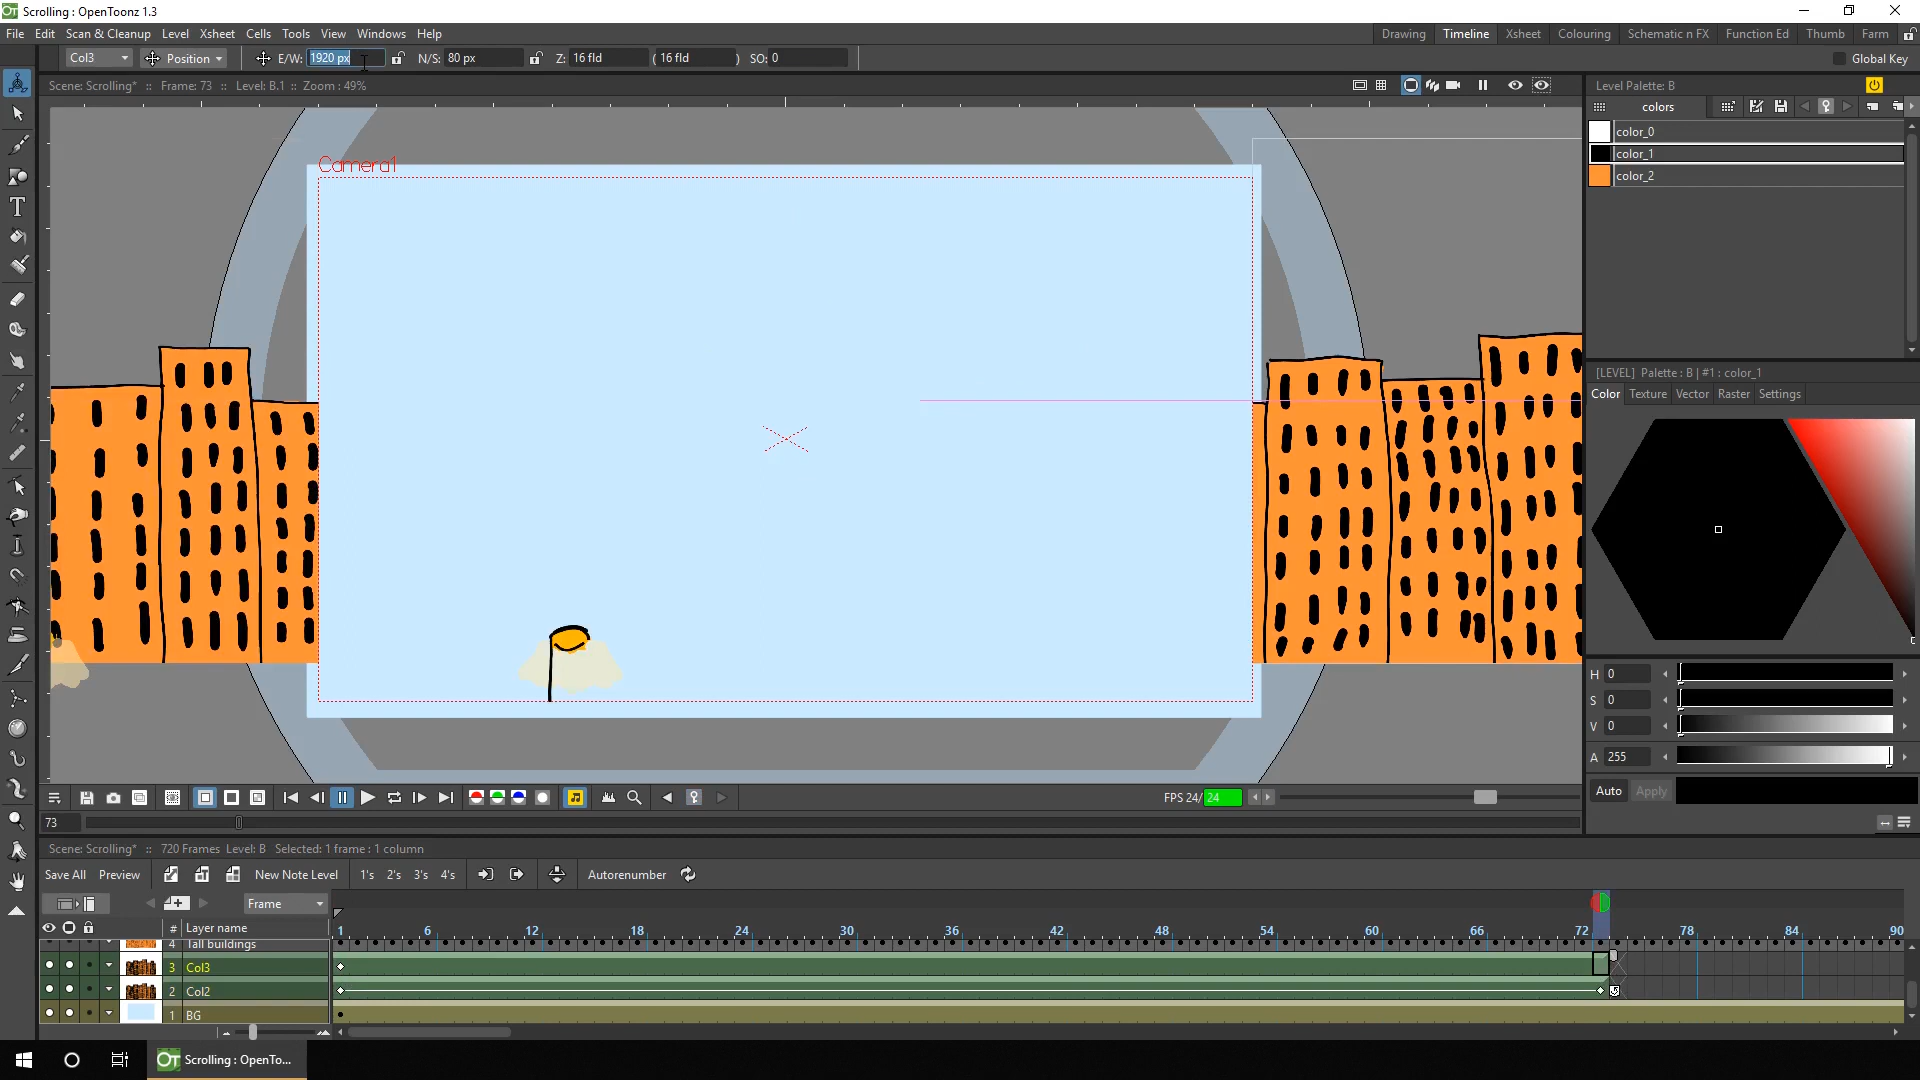 Scrolling : OpenToonz 1.3
File Edit Scan & Cleanup Level Xsheet Cells Tools View Windows Help
Drawing Timeline Xsheet Colouring Schematic n FX Function Ed Thumb Farm
Col3 Position E/W: 1920 px N/S: 80 px Z: 16 fld ( 16 fld ) SO: 0 Global Key
Scene: Scrolling* :: Frame: 73 :: Level: B.1 :: Zoom : 49%
Level Palette: B
colors
color_0
color_1
color_2
Camera1
[LEVEL] Palette : B | #1 : color_1
Color Texture Vector Raster Settings
H 0
S 0
V 0
A 255
Auto Apply
FPS 24/ 24
73
Scene: Scrolling* :: 720 Frames Level: B Selected: 1 frame : 1 column
Save All Preview New Note Level 1's 2's 3's 4's Autorenumber
Frame
# Layer name
1 6 12 18 24 30 36 42 48 54 60 66 72 78 84 90
4 Tall buildings
3 Col3
2 Col2
1 BG
OT Scrolling : OpenTo...